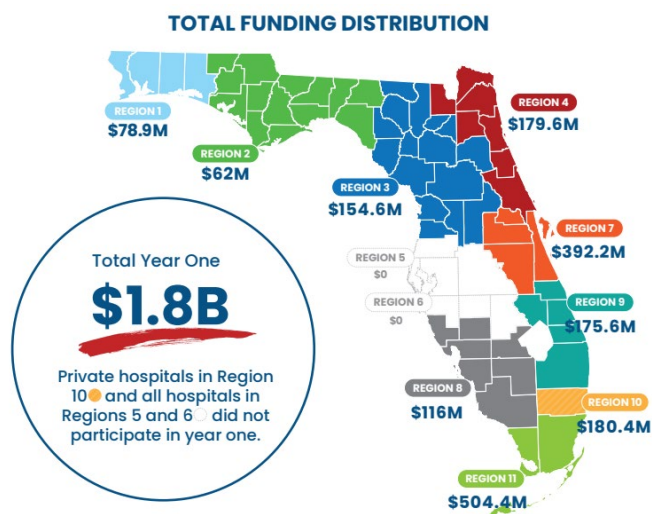 TOTAL FUNDING DISTRIBUTION
REGION 1
$78.9M
REGION 2
$62M
REGION 3
$154.6M
REGION 4
$179.6M
REGION 5
$0
REGION 6
$0
REGION 7
$392.2M
REGION 9
$175.6M
REGION 8
$116M
REGION 10
$180.4M
REGION 11
$504.4M
Total Year One
$1.8B
Private hospitals in Region
10 and all hospitals in
Regions 5 and 6 did not
participate in year one.